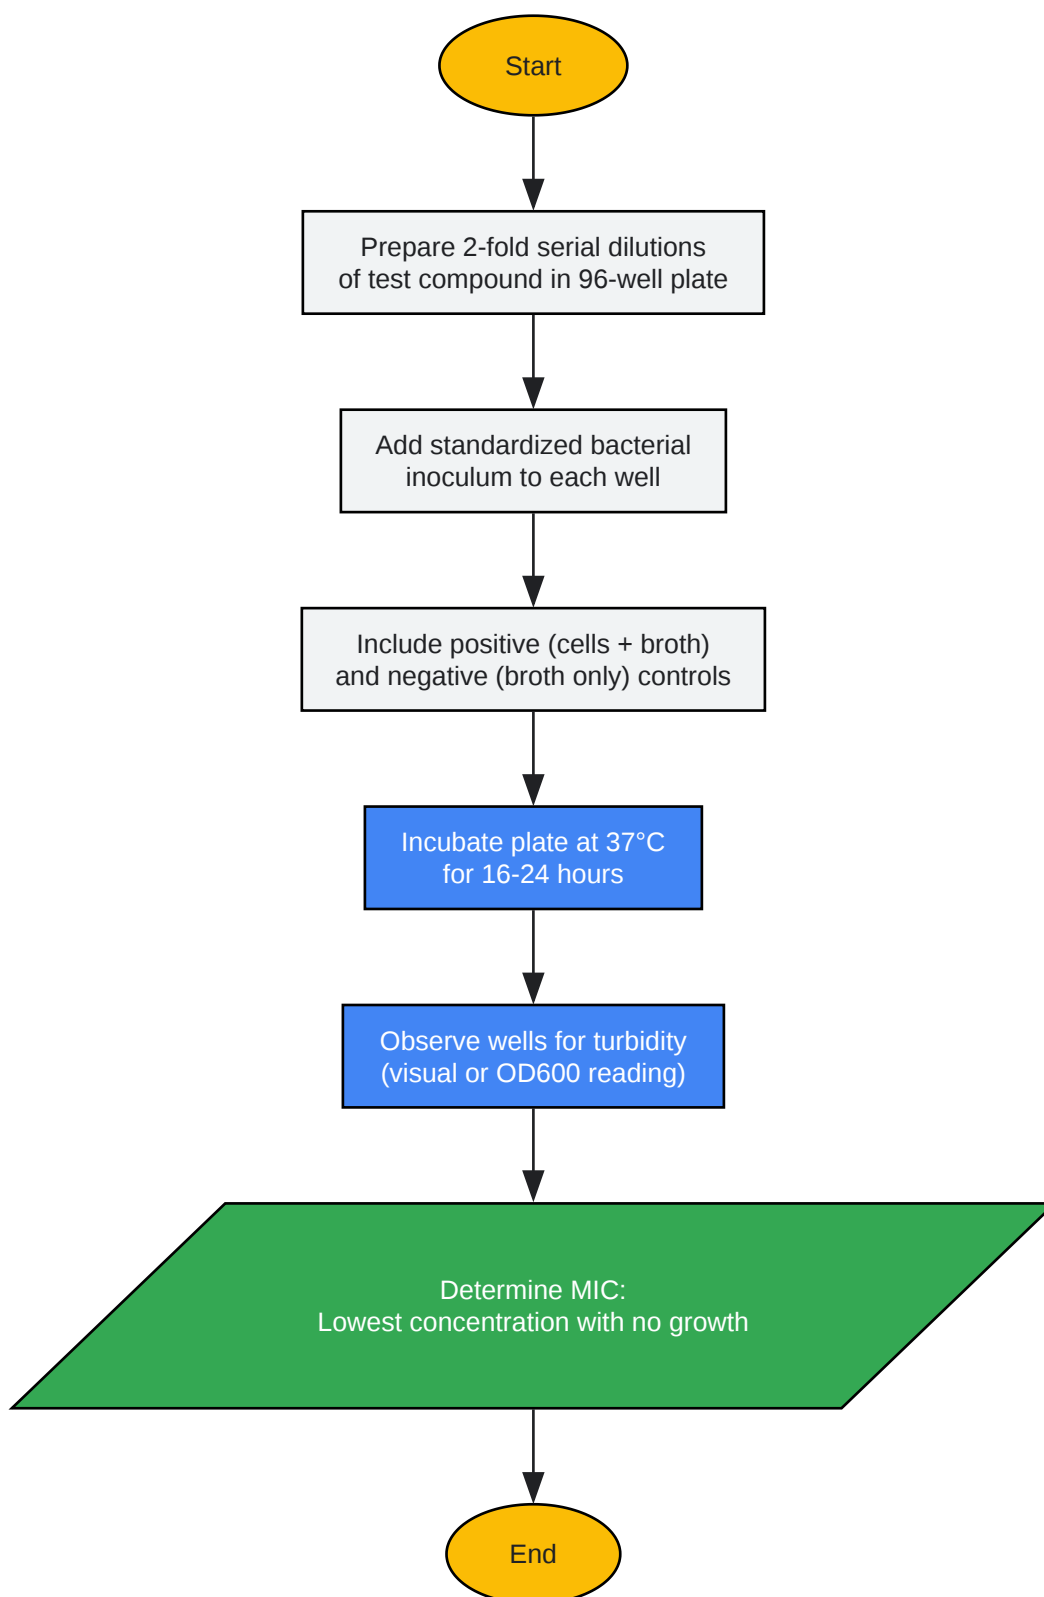 Start
Prepare 2-fold serial dilutions
of test compound in 96-well plate
Add standardized bacterial
inoculum to each well
Include positive (cells + broth)
and negative (broth only) controls
Incubate plate at 37°C
for 16-24 hours
Observe wells for turbidity
(visual or OD600 reading)
Determine MIC:
Lowest concentration with no growth
End